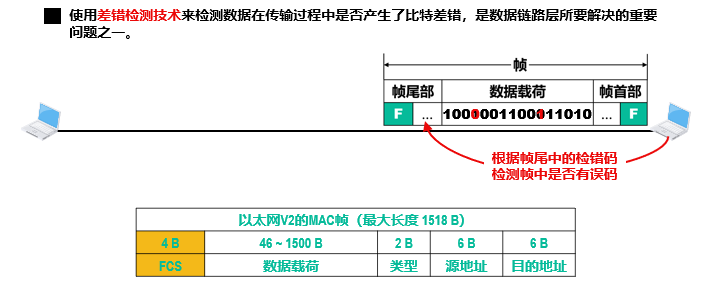 使用差错检测技术来检测数据在传输过程中是否产生了比特差错，是数据链路层所要解决的重要
问题之一。
帧
帧尾部 数据载荷 帧首部
F … 1000001100011010 … F
根据帧尾中的检错码
检测帧中是否有误码
以太网V2的MAC帧（最大长度 1518 B）
4 B 46 ~ 1500 B 2 B 6 B 6 B
FCS 数据载荷 类型 源地址 目的地址